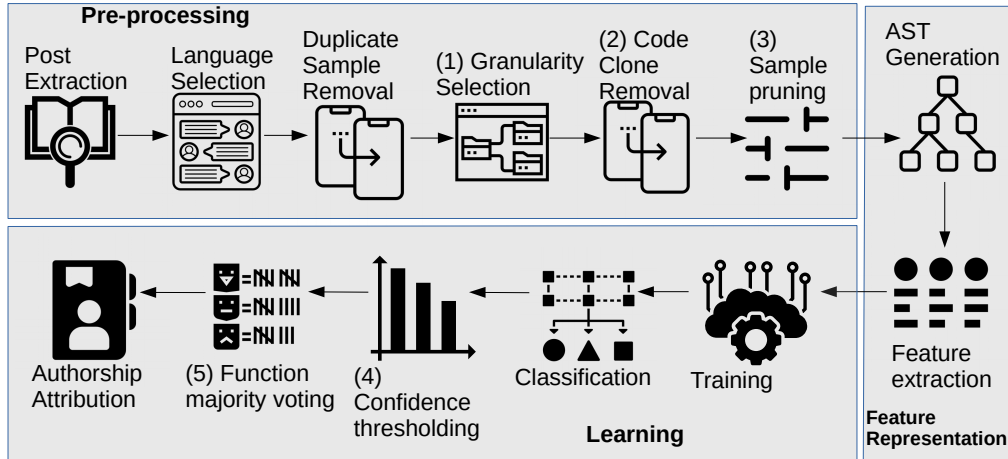 Pre-processing
Post
Extraction
Language
Selection
Duplicate
Sample
Removal
(1) Granularity
Selection
(2) Code
Clone
Removal
(3)
Sample
pruning
AST
Generation
Feature
extraction
Feature
Representation
Training
Classification
(4)
Confidence
thresholding
(5) Function
majority voting
Authorship
Attribution
Learning